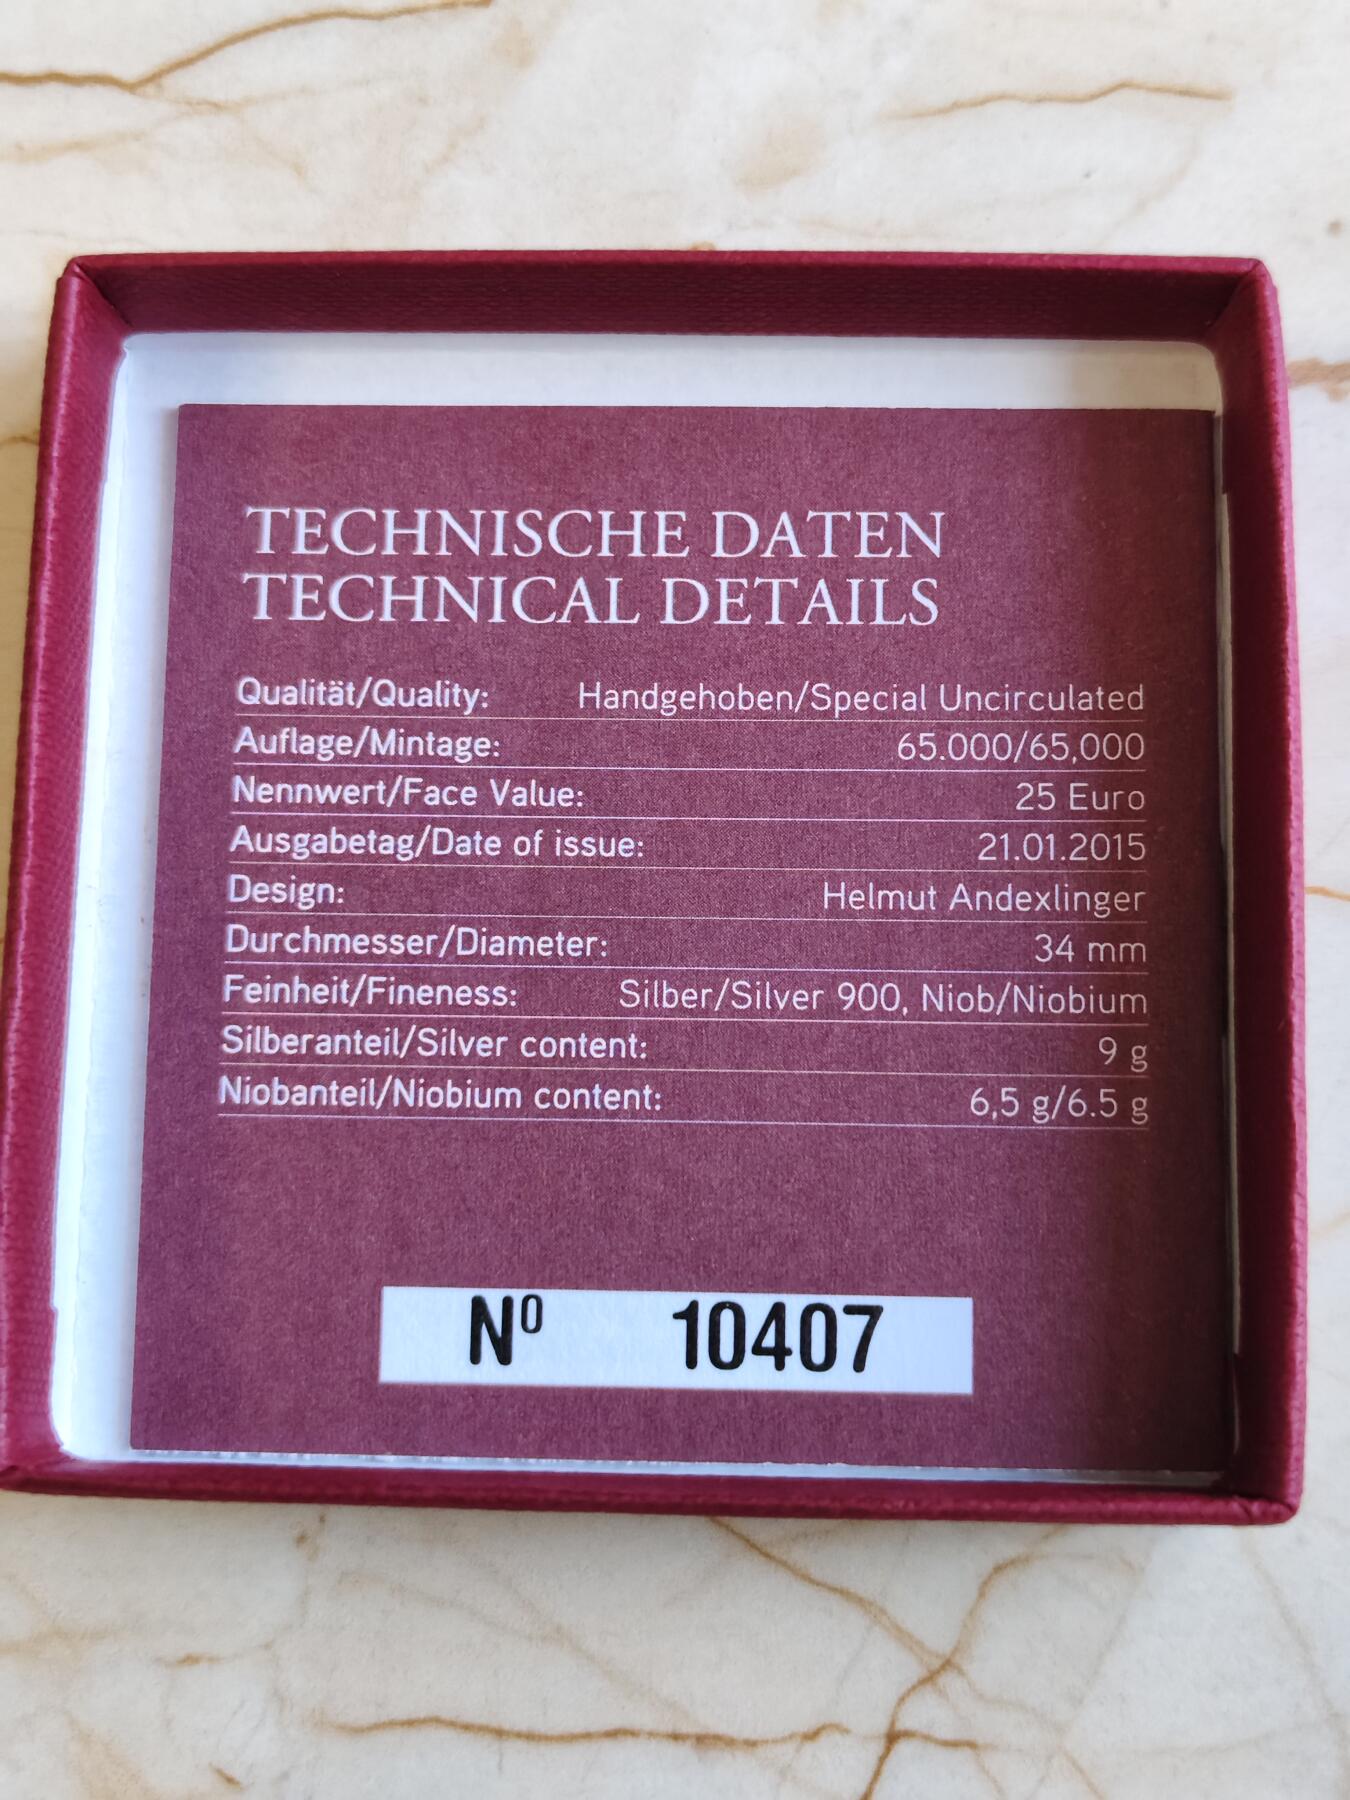 TECHNISCHE DATEN
TECHNICAL DETAILS
Qualität/Quality: Handgehoben/Special Uncirculated
Auflage/Mintage: 65.000/65,000
Nennwert/Face Value: 25 Euro
Ausgabetag/Date of issue: 21.01.2015
Design: Helmut Andexlinger
Durchmesser/Diameter: 34 mm
Feinheit/Fineness: Silber/Silver 900, Niob/Niobium
Silberanteil/Silver content: 9 g
Niobanteil/Niobium content: 6,5 g/6.5 g
Nº 10407